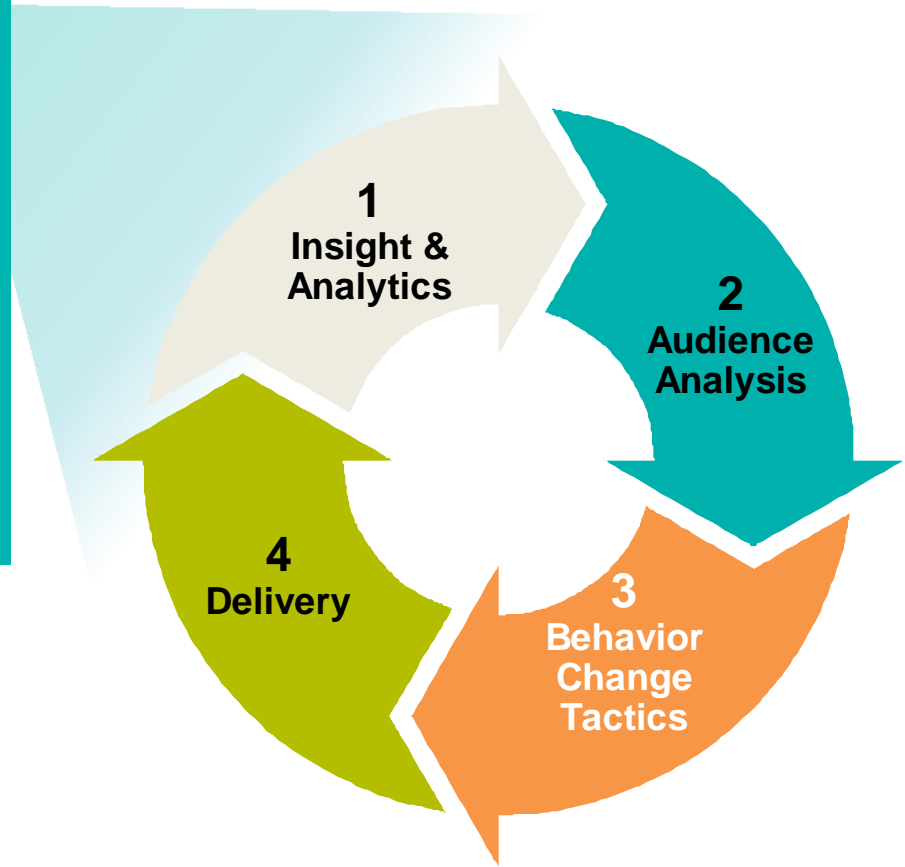 1
Insight &
Analytics
2
Audience
Analysis
3
Behavior
Change
Tactics
4
Delivery